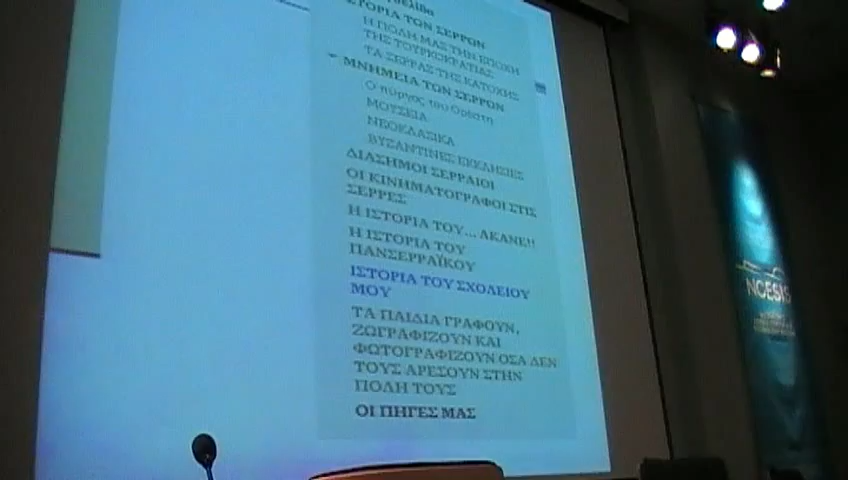 ΙΣΤΟΡΙΑ ΤΩΝ ΣΕΡΡΩΝ
Η ΠΟΛΗ ΜΑΣ ΤΗΝ ΕΠΟΧΗ
ΤΗΣ ΤΟΥΡΚΟΚΡΑΤΙΑΣ
ΤΑ ΣΕΡΡΑΣ ΤΗΣ ΚΑΤΟΧΗΣ
ΜΝΗΜΕΙΑ ΤΩΝ ΣΕΡΡΩΝ
Ο πύργος του Ορέστη
ΜΟΥΣΕΙΑ
ΝΕΟΚΛΑΣΙΚΑ
ΒΥΖΑΝΤΙΝΕΣ ΕΚΚΛΗΣΙΕΣ
ΔΙΑΣΗΜΟΙ ΣΕΡΡΑΙΟΙ
ΟΙ ΚΙΝΗΜΑΤΟΓΡΑΦΟΙ ΣΤΙΣ
ΣΕΡΡΕΣ
Η ΙΣΤΟΡΙΑ ΤΟΥ... ΑΚΑΝΕ!!
Η ΙΣΤΟΡΙΑ ΤΟΥ
ΠΑΝΣΕΡΡΑΪΚΟΥ
ΙΣΤΟΡΙΑ ΤΟΥ ΣΧΟΛΕΙΟΥ
ΜΟΥ
ΤΑ ΠΑΙΔΙΑ ΓΡΑΦΟΥΝ,
ΖΩΓΡΑΦΙΖΟΥΝ ΚΑΙ
ΦΩΤΟΓΡΑΦΙΖΟΥΝ ΟΣΑ ΔΕΝ
ΤΟΥΣ ΑΡΕΣΟΥΝ ΣΤΗΝ
ΠΟΛΗ ΤΟΥΣ
ΟΙ ΠΗΓΕΣ ΜΑΣ
NOESIS